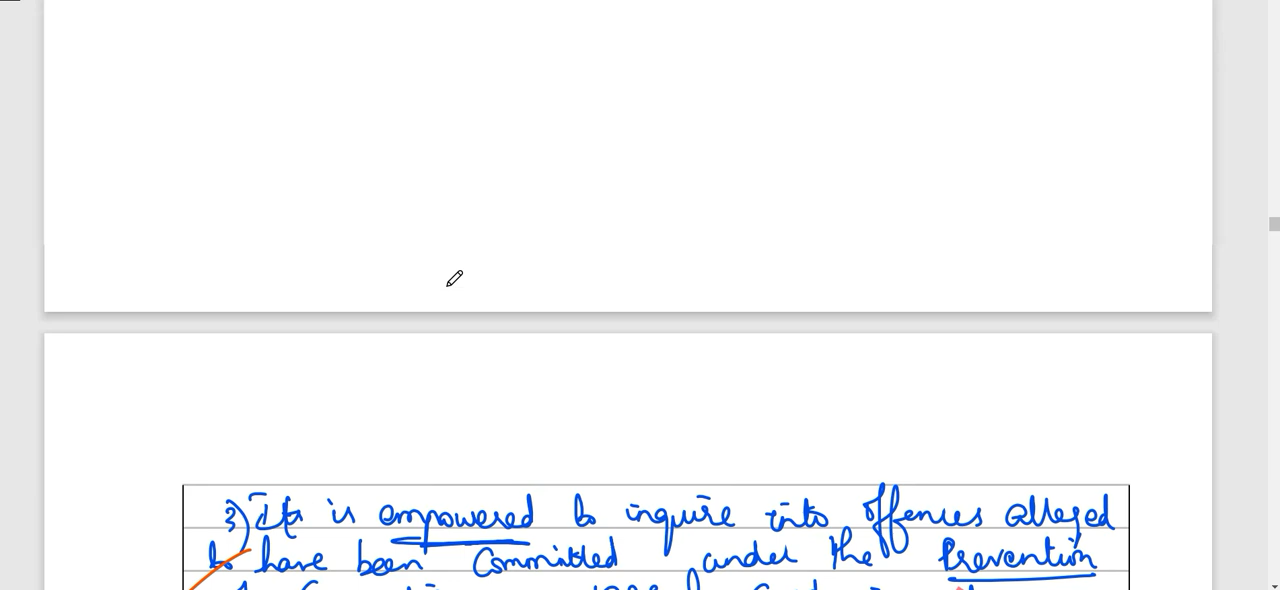 3) It is empowered to inquire into offences alleged
to have been committed under the Prevention